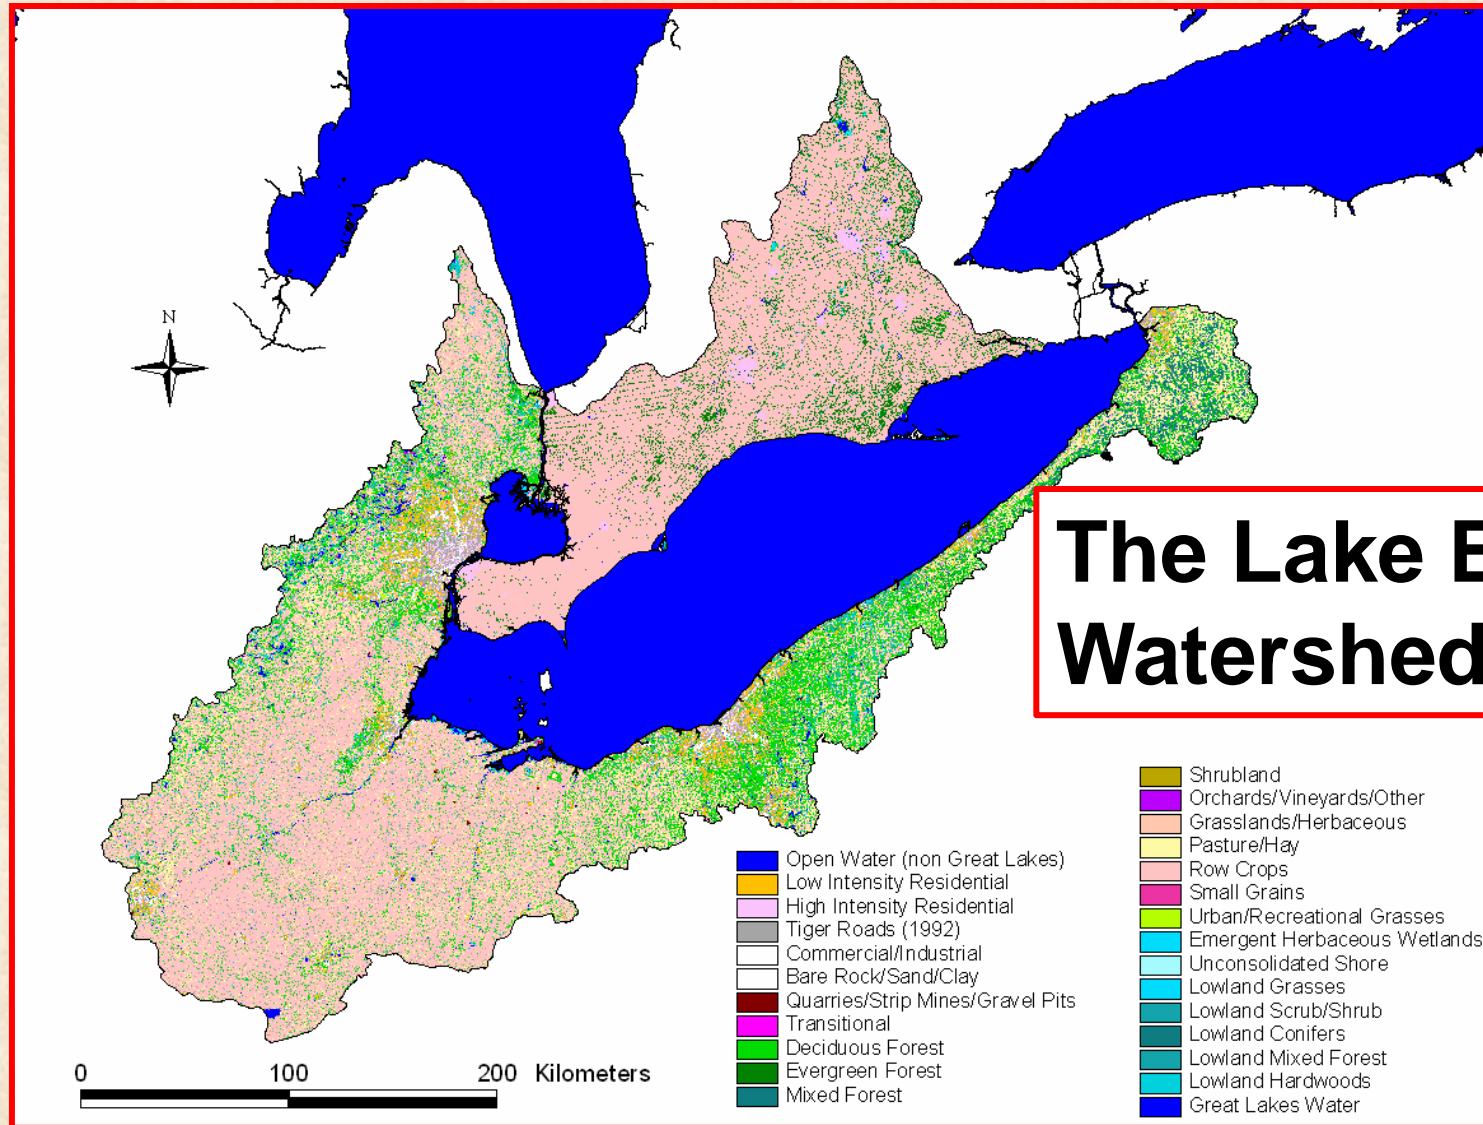 N
The Lake E
Watershed
Open Water (non Great Lakes)
Low Intensity Residential
High Intensity Residential
Tiger Roads (1992)
Commercial/Industrial
Bare Rock/Sand/Clay
Quarries/Strip Mines/Gravel Pits
Transitional
Deciduous Forest
Evergreen Forest
Mixed Forest
Shrubland
Orchards/Vineyards/Other
Grasslands/Herbaceous
Pasture/Hay
Row Crops
Small Grains
Urban/Recreational Grasses
Emergent Herbaceous Wetlands
Unconsolidated Shore
Lowland Grasses
Lowland Scrub/Shrub
Lowland Conifers
Lowland Mixed Forest
Lowland Hardwoods
Great Lakes Water
0 100 200 Kilometers